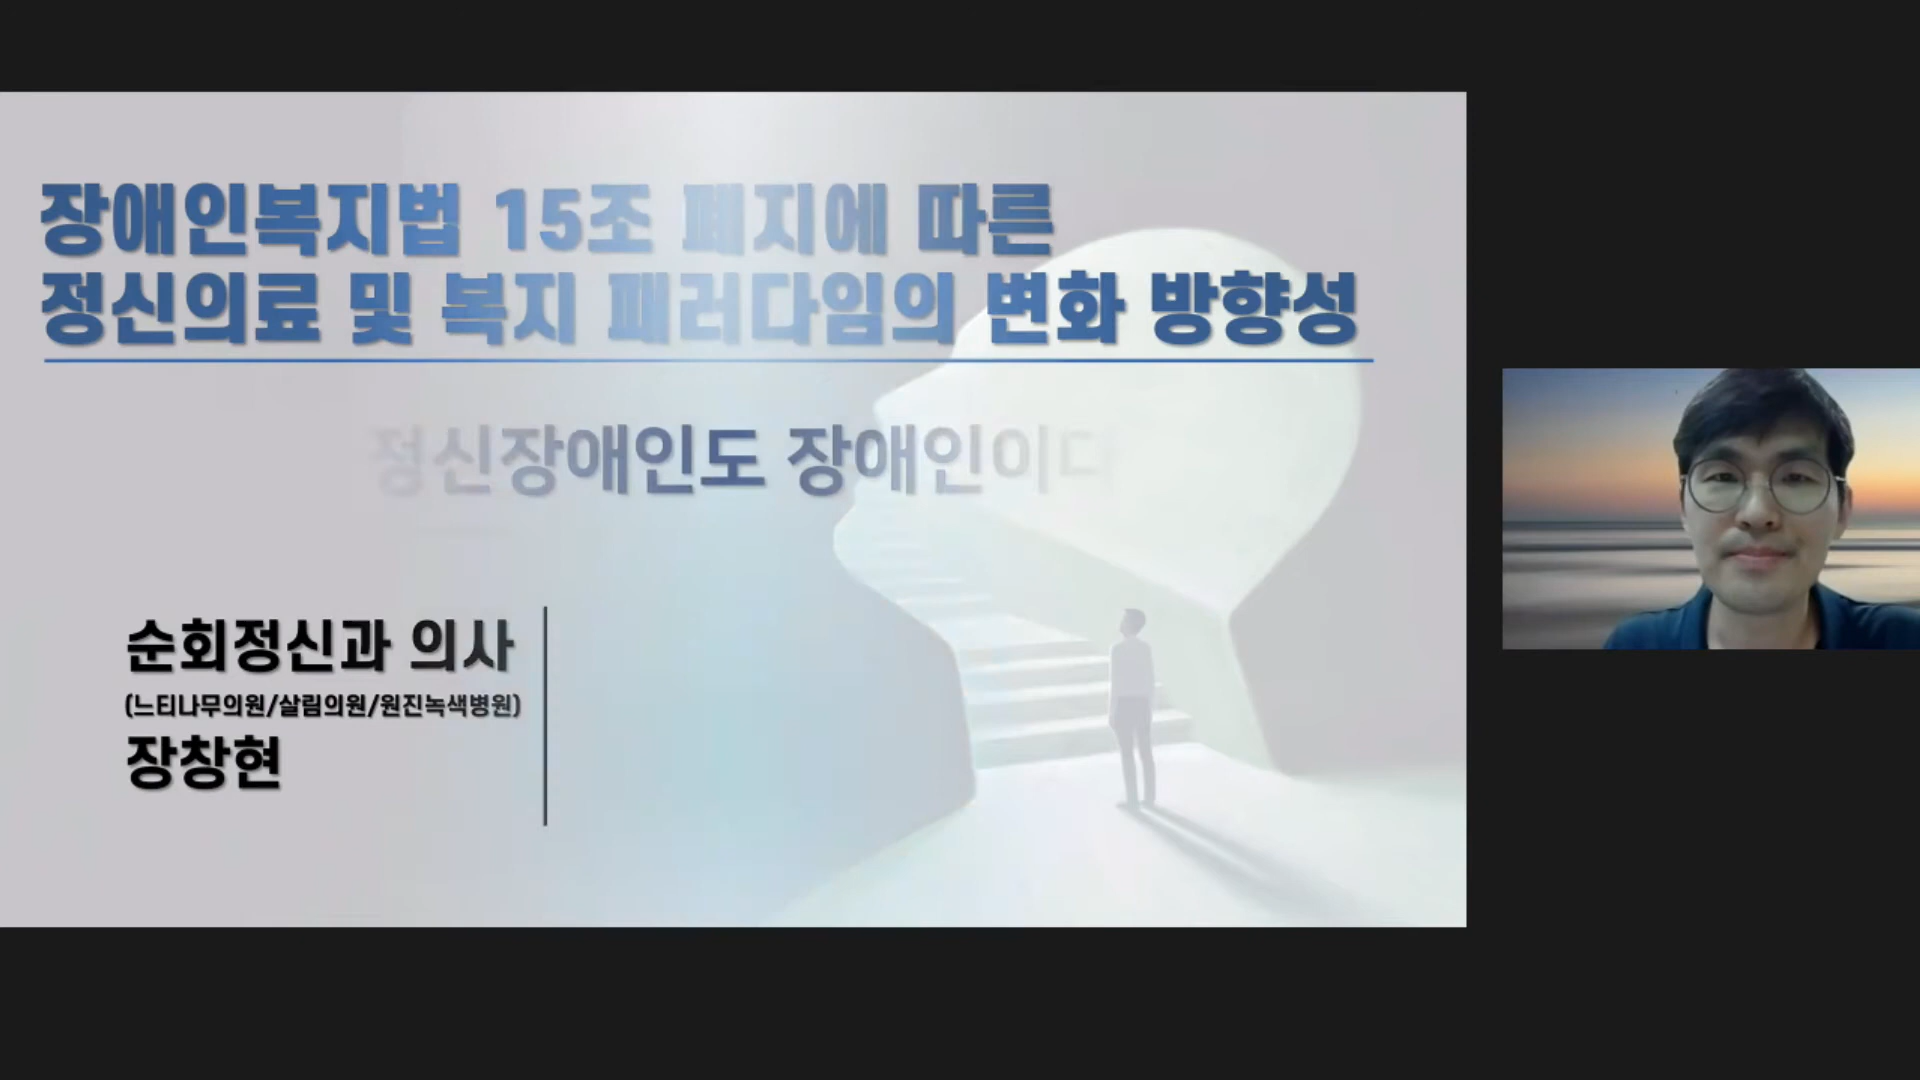 장애인복지법 15조 폐지에 따른
정신의료 및 복지 패러다임의 변화 방향성
정신장애인도 장애인이다
순회정신과 의사
(느티나무의원/살림의원/원진녹색병원)
장창현